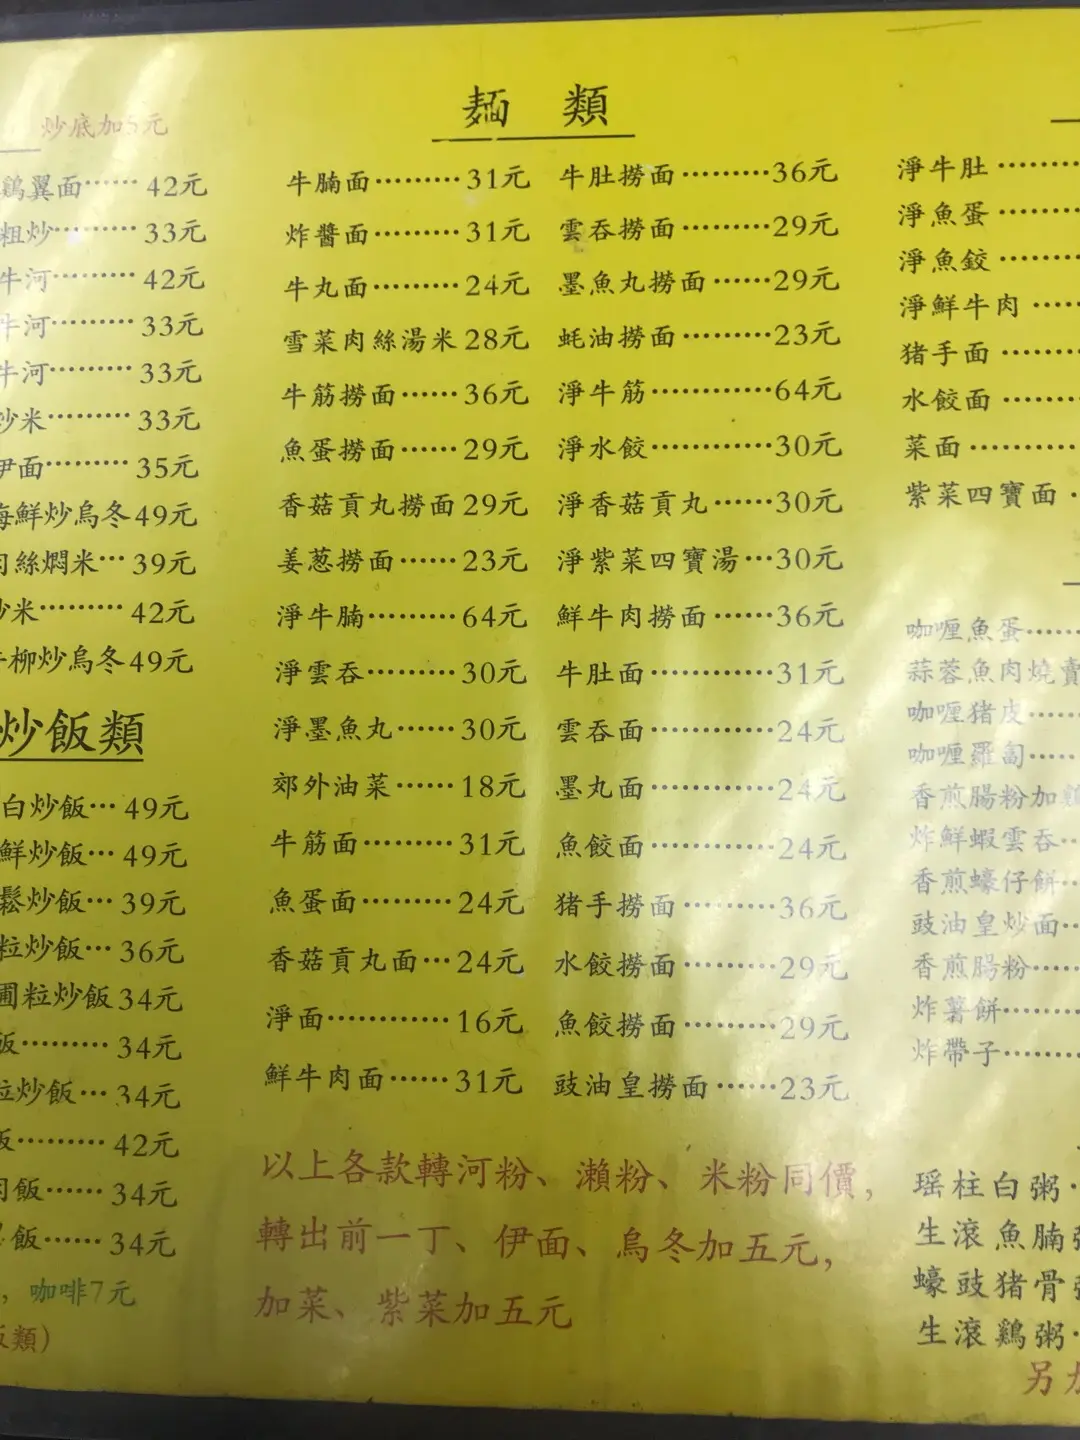 炒底加5元
鷄翼面……42元
粗炒………33元
牛河………42元
牛河………33元
牛河………33元
炒米………33元
伊面………35元
海鮮炒烏冬49元
肉絲燜米…39元
炒米………42元
牛柳炒烏冬49元
炒飯類
白炒飯…49元
鮮炒飯…49元
鬆炒飯…39元
粒炒飯…36元
圃粒炒飯34元
飯………34元
粒炒飯…34元
飯………42元
飯……34元
飯……34元
，咖啡7元
飯類）
麵 類
牛腩面………31元
炸醬面………31元
牛丸面………24元
雪菜肉絲湯米28元
牛筋撈面……36元
魚蛋撈面……29元
香菇貢丸撈面29元
姜葱撈面……23元
淨牛腩………64元
淨雲吞………30元
淨墨魚丸……30元
郊外油菜……18元
牛筋面………31元
魚蛋面………24元
香菇貢丸面…24元
淨面…………16元
鮮牛肉面……31元
牛肚撈面………36元
雲吞撈面………29元
墨魚丸撈面……29元
蚝油撈面………23元
淨牛筋…………64元
淨水餃…………30元
淨香菇貢丸……30元
淨紫菜四寶湯…30元
鮮牛肉撈面……36元
牛肚面…………31元
雲吞面…………24元
墨丸面…………24元
魚餃面…………24元
猪手撈面………36元
水餃撈面………29元
魚餃撈面………29元
豉油皇撈面……23元
以上各款轉河粉、瀨粉、米粉同價，
轉出前一丁、伊面、烏冬加五元，
加菜、紫菜加五元
淨牛肚………
淨魚蛋………
淨魚鉸………
淨鮮牛肉……
猪手面………
水餃面………
菜面…………
紫菜四寶面…
咖喱魚蛋……
蒜蓉魚肉燒賣
咖喱猪皮……
咖喱羅蔔……
香煎腸粉加鷄
炸鮮蝦雲吞…
香煎蠔仔餅…
豉油皇炒面…
香煎腸粉……
炸薯餅………
炸帶子………
瑶柱白粥…
生滾魚腩粥
蠔豉猪骨粥
生滾鷄粥…
另加